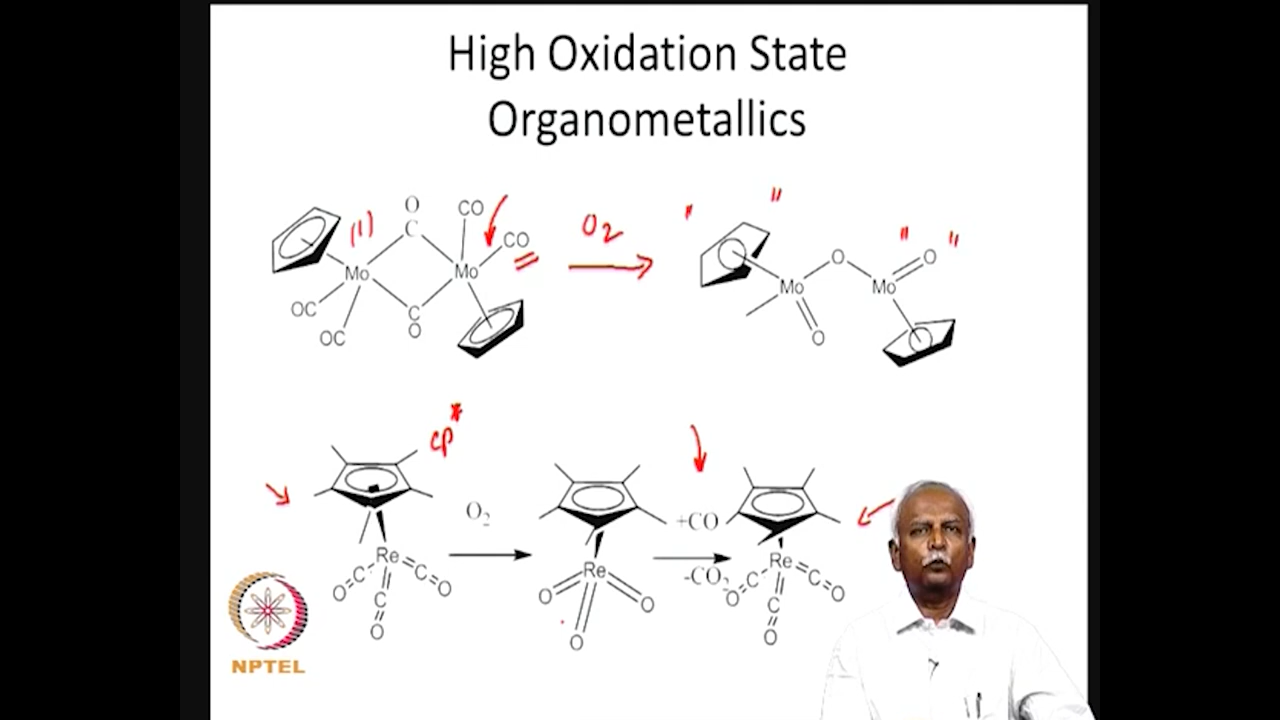 High Oxidation State
Organometallics
O
C
CO
CO
(1)
Mo
Mo
OC
OC
C
O
O2
" "
" "
Mo
O
Mo
O
O
cp*
O2
Re
C
O
C
O
C
O
Re
O
O
O
+CO
-CO2
Re
C
O
C
O
C
O
NPTEL